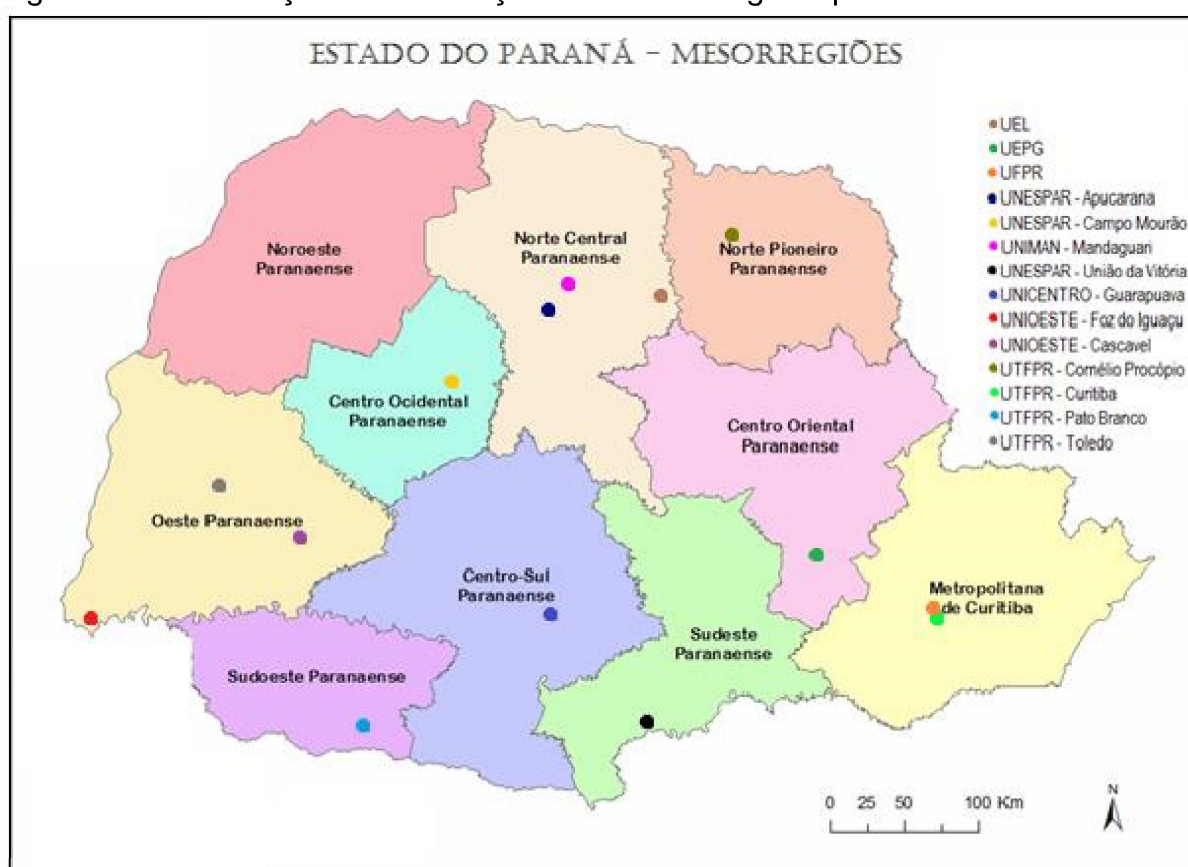 ESTADO DO PARANÁ – MESORREGIÕES
UEL
UEPG
UFPR
UNESPAR - Apucarana
UNESPAR - Campo Mourão
UNIMAN - Mandaguari
UNESPAR - União da Vitória
UNICENTRO - Guarapuava
UNIOESTE - Foz do Iguaçu
UNIOESTE - Cascavel
UTFPR - Cornélio Procópio
UTFPR - Curitiba
UTFPR - Pato Branco
UTFPR - Toledo
Noroeste
Paranaense
Norte Central
Paranaense
Norte Pioneiro
Paranaense
Centro Ocidental
Paranaense
Centro Oriental
Paranaense
Oeste Paranaense
Centro-Sul
Paranaense
Metropolitana
de Curitiba
Sudeste
Paranaense
Sudoeste Paranaense
0 25 50 100 Km
N